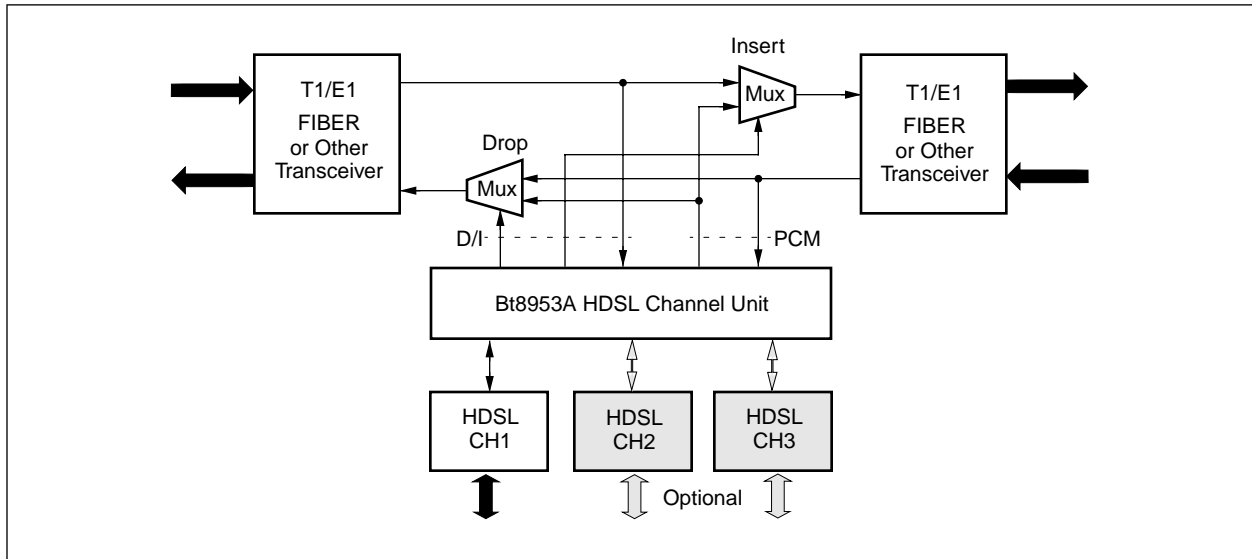 Insert
T1/E1
FIBER
or Other
Transceiver
Mux
T1/E1
FIBER
or Other
Transceiver
Drop
Mux
D/I
PCM
Bt8953A HDSL Channel Unit
HDSL
CH1
HDSL
CH2
HDSL
CH3
Optional